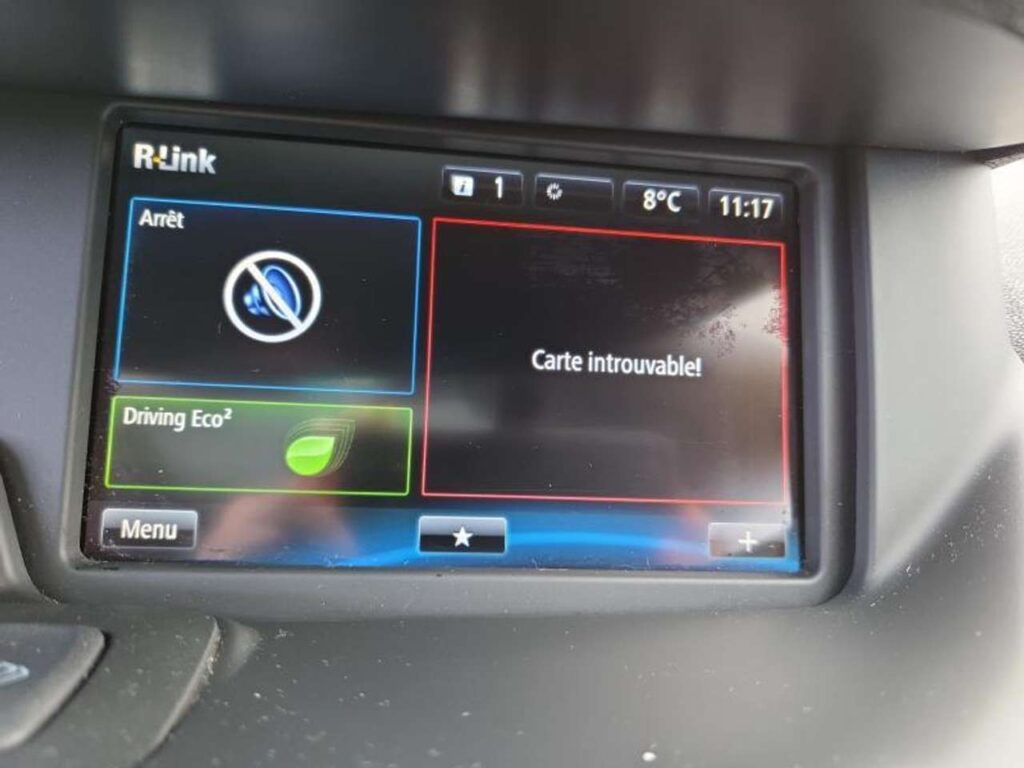 R-Link
1
8°C
11:17
Arrêt
Carte introuvable!
Driving Eco²
Menu